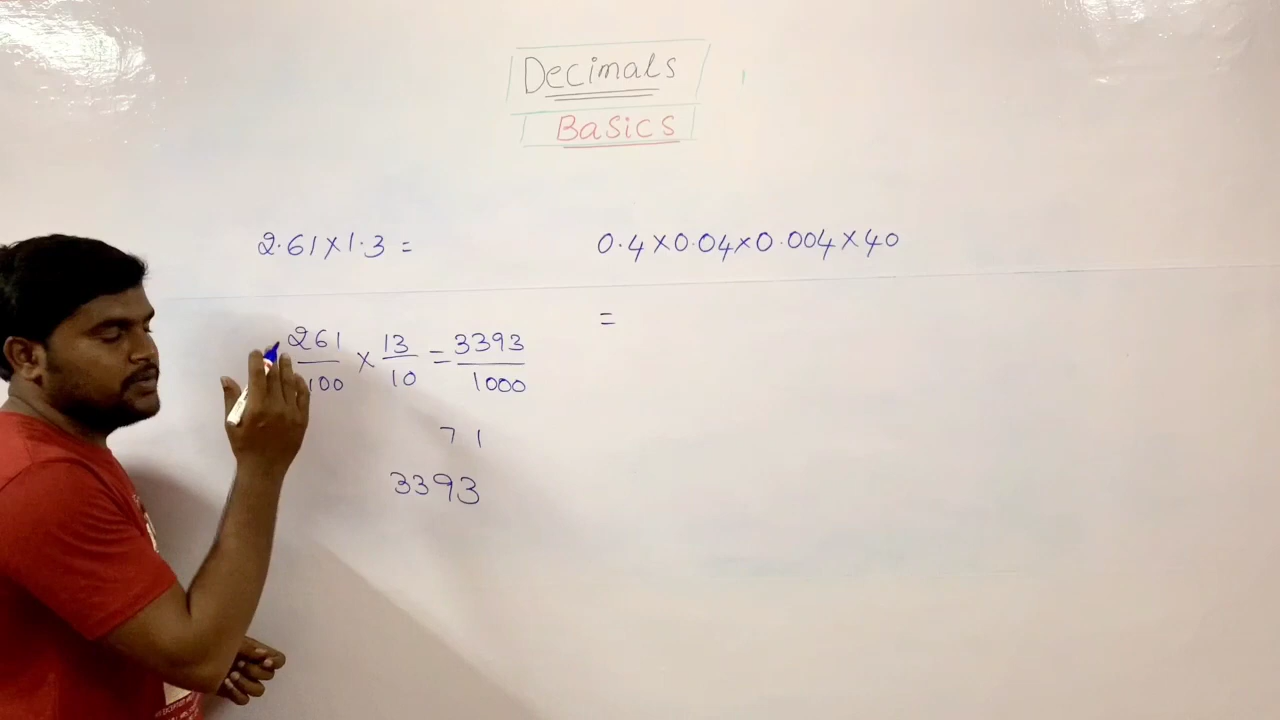 Decimals
Basics
2.61×1.3 =
261/100 × 13/10 = 3393/1000
7 1
3393
0.4×0.04×0.004×40
=